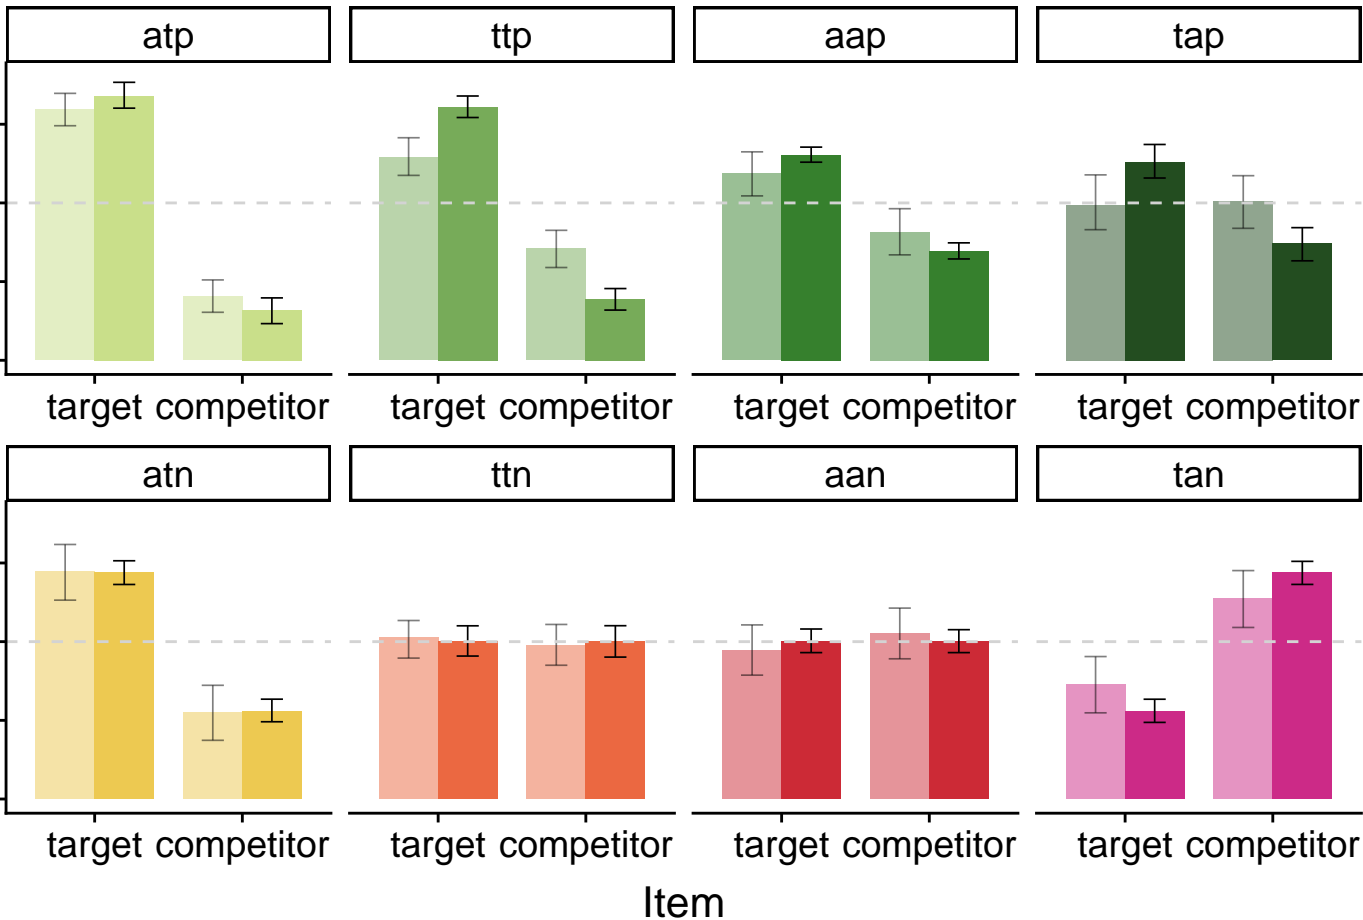 atp ttp aap tap
target competitor target competitor target competitor target competitor
atn ttn aan tan
target competitor target competitor target competitor target competitor
Item